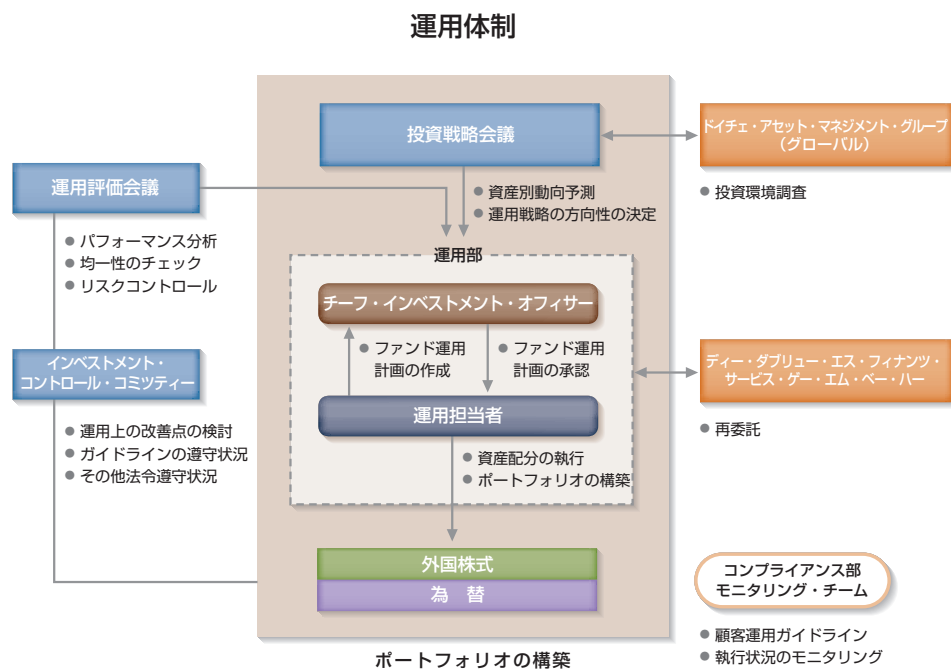 運用体制
投資戦略会議
ドイチェ・アセット・マネジメント・グループ
（グローバル）
● 投資環境調査
運用評価会議
● 資産別動向予測
● 運用戦略の方向性の決定
● パフォーマンス分析
● 均一性のチェック
● リスクコントロール
運用部
チーフ・インベストメント・オフィサー
● ファンド運用
計画の作成
● ファンド運用
計画の承認
インベストメント・
コントロール・コミッティー
ディー・ダブリュー・エス・フィナンツ・
サービス・ゲー・エム・ベー・ハー
運用担当者
● 運用上の改善点の検討
● ガイドラインの遵守状況
● その他法令遵守状況
● 再委託
● 資産配分の執行
● ポートフォリオの構築
外国株式
為 替
コンプライアンス部
モニタリング・チーム
● 顧客運用ガイドライン
● 執行状況のモニタリング
ポートフォリオの構築